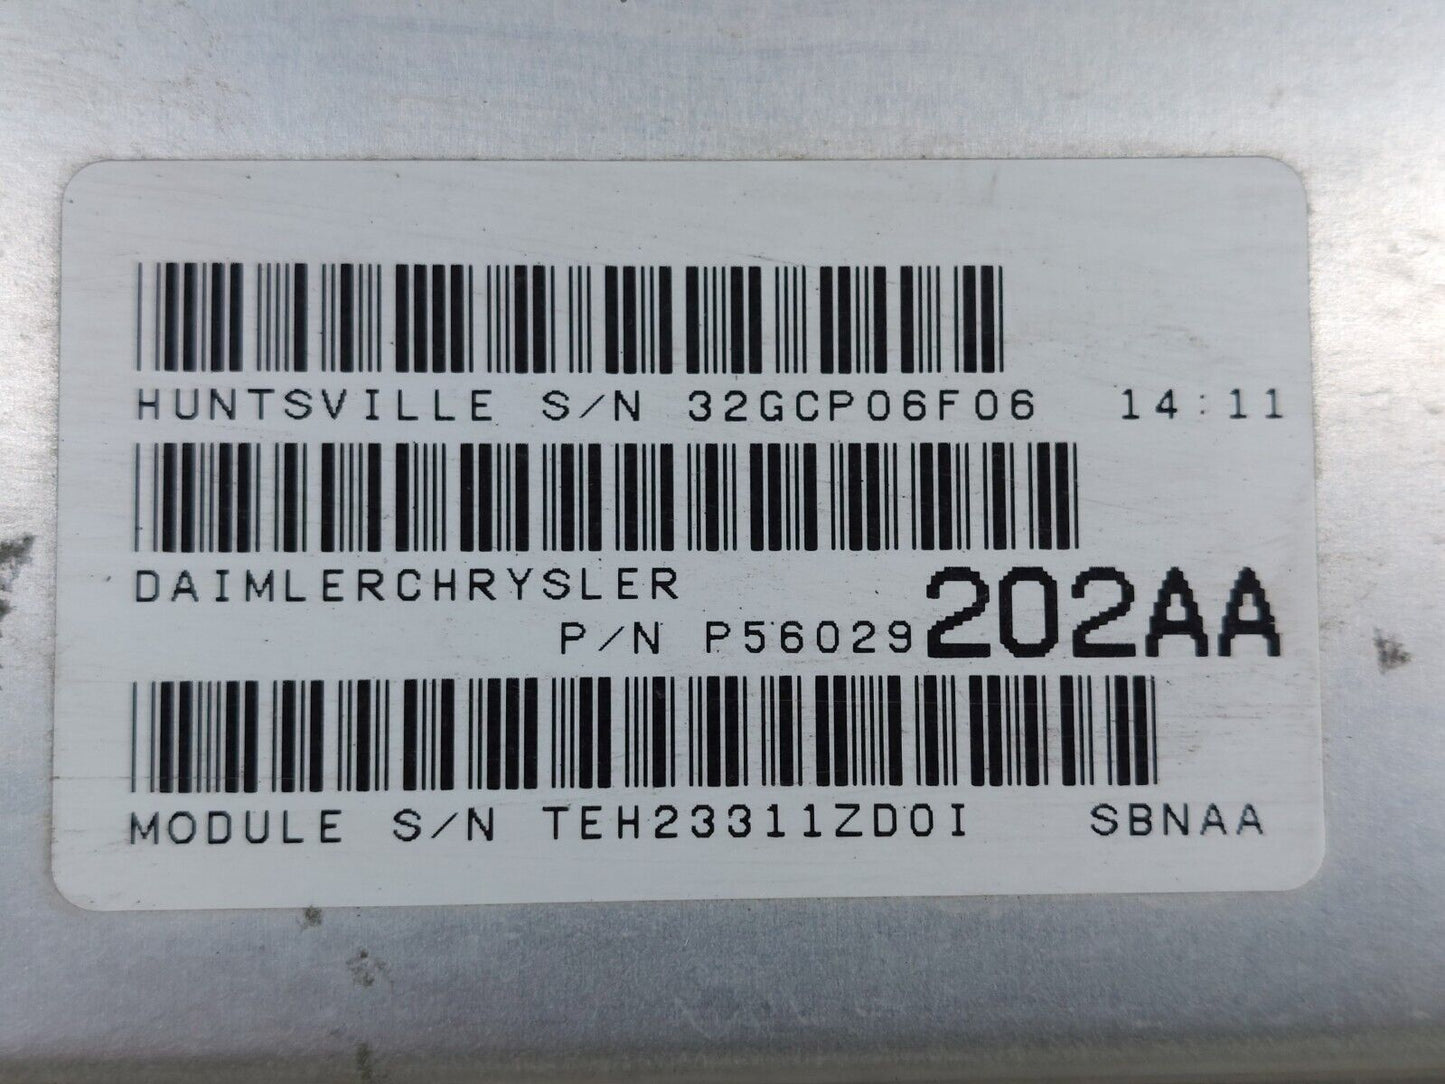 HUNTSVILLE S/N 32GCP06F06 14:11
DAIMLERCHRYSLER
P/N P56029202AA
MODULE S/N TEH23311ZD0I SBNAA